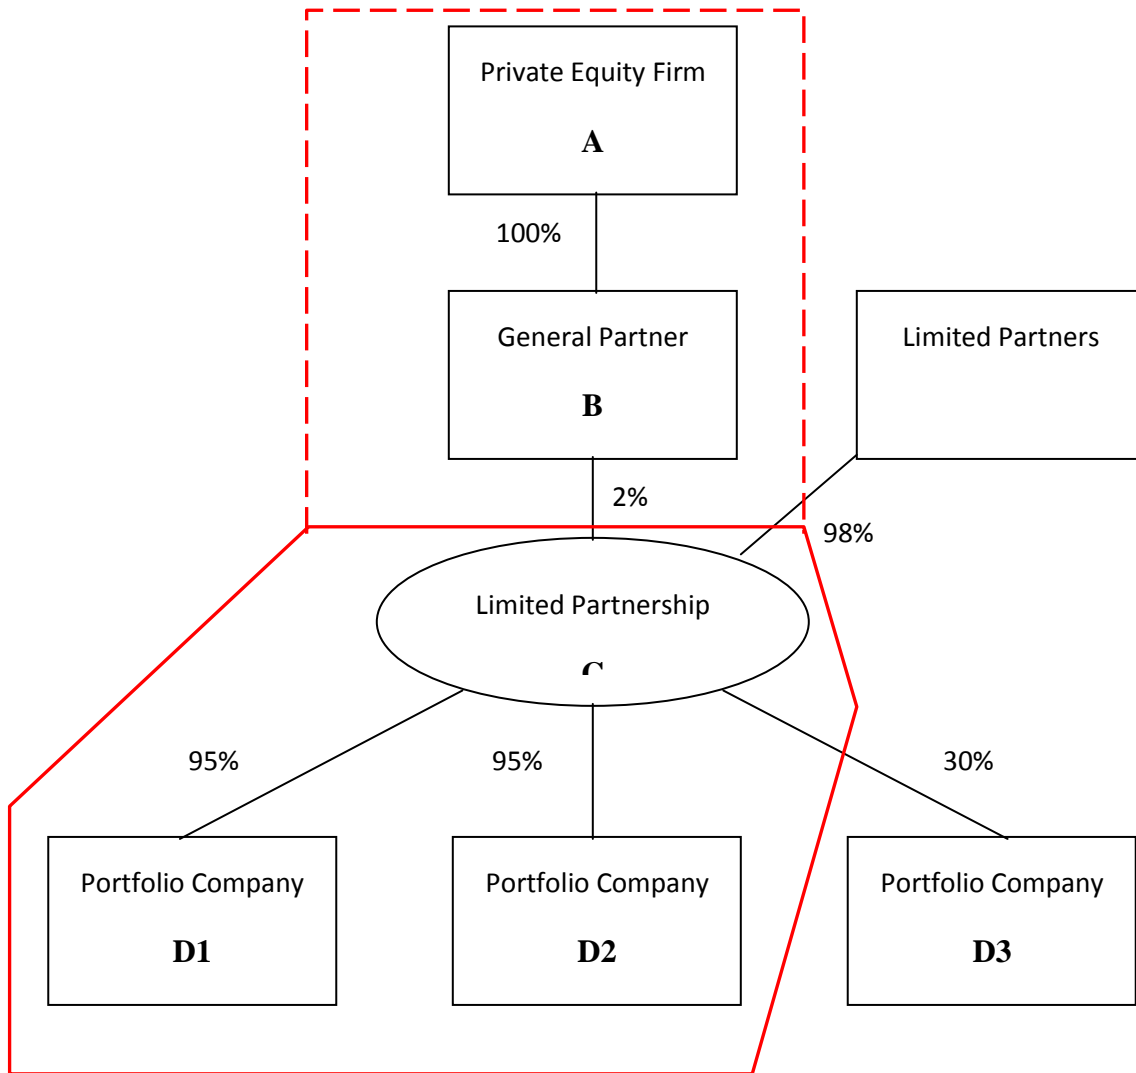 Private Equity Firm
A
100%
General Partner
B
Limited Partners
2%
98%
Limited Partnership
C
95%
95%
30%
Portfolio Company
D1
Portfolio Company
D2
Portfolio Company
D3